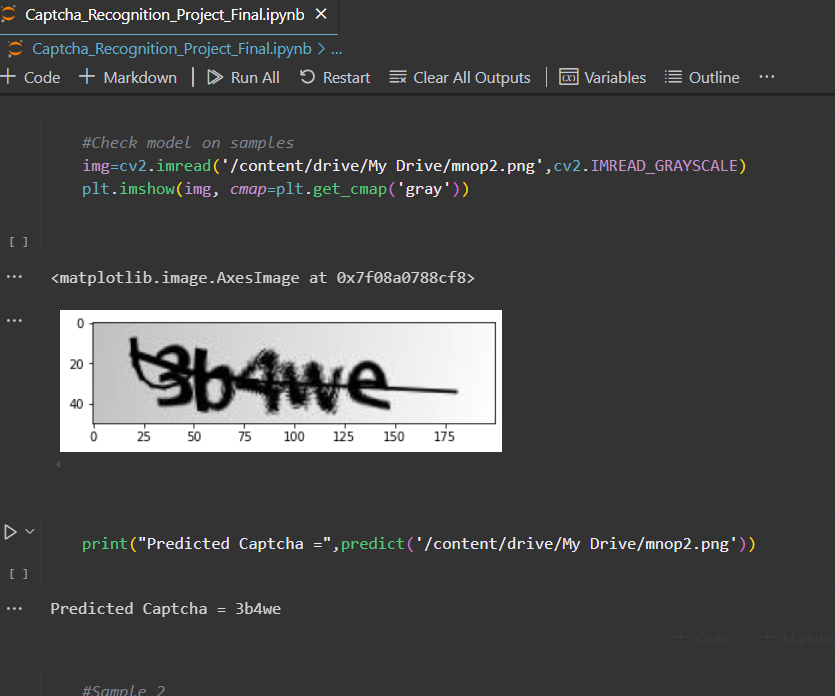 Captcha_Recognition_Project_Final.ipynb ×
Captcha_Recognition_Project_Final.ipynb > ...
+ Code + Markdown | Run All Restart Clear All Outputs | Variables Outline ...
#Check model on samples
img=cv2.imread('/content/drive/My Drive/mnop2.png',cv2.IMREAD_GRAYSCALE)
plt.imshow(img, cmap=plt.get_cmap('gray'))
[ ]
... <matplotlib.image.AxesImage at 0x7f08a0788cf8>
...
0
20
40
3b4we
0 25 50 75 100 125 150 175
print("Predicted Captcha =",predict('/content/drive/My Drive/mnop2.png'))
[ ]
... Predicted Captcha = 3b4we
+ Code + Markdow
#Sample 2